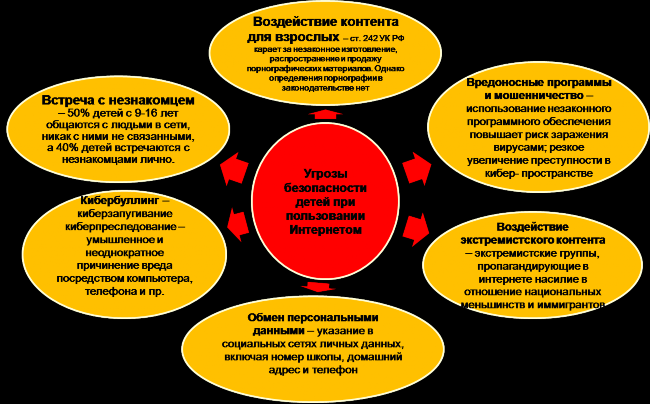 Воздействие контента
для взрослых – ст. 242 УК РФ
карает за незаконное изготовление,
распространение и продажу
порнографических материалов. Однако
определения порнографии в
законодательстве нет
Встреча с незнакомцем
– 50% детей с 9-16 лет
общаются с людьми в сети,
никак с ними не связанными,
а 40% детей встречаются с
незнакомцами лично.
Вредоносные программы
и мошенничество –
использование незаконного
программного обеспечения
повышает риск заражения
вирусами; резкое
увеличение преступности в
кибер- пространстве
Угрозы
безопасности
детей при
пользовании
Интернетом
Кибербуллинг –
киберзапугивание
киберпреследование–
умышленное и
неоднократное
причинение вреда
посредством компьютера,
телефона и пр.
Воздействие
экстремистского контента
– экстремистские группы,
пропагандирующие в
интернете насилие в
отношение национальных
меньшинств и иммигрантов
Обмен персональными
данными – указание в
социальных сетях личных данных,
включая номер школы, домашний
адрес и телефон